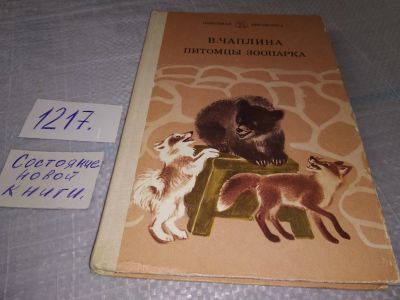 ШКОЛЬНАЯ БИБЛИОТЕКА
В. ЧАПЛИНА
ПИТОМЦЫ ЗООПАРКА
1217.
Состояние
новой
книги.